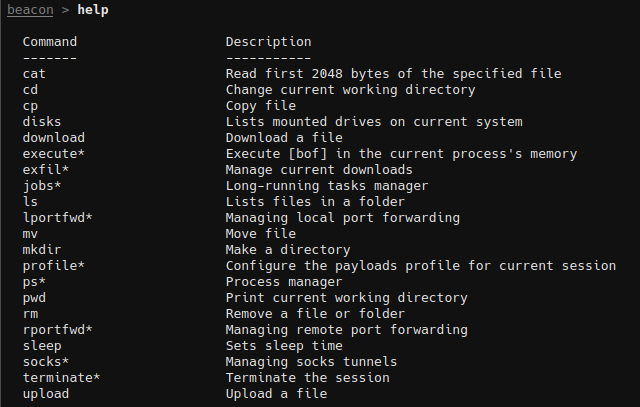 beacon > help
Command Description
------- -----------
cat Read first 2048 bytes of the specified file
cd Change current working directory
cp Copy file
disks Lists mounted drives on current system
download Download a file
execute* Execute [bof] in the current process's memory
exfil* Manage current downloads
jobs* Long-running tasks manager
ls Lists files in a folder
lportfwd* Managing local port forwarding
mv Move file
mkdir Make a directory
profile* Configure the payloads profile for current session
ps* Process manager
pwd Print current working directory
rm Remove a file or folder
rportfwd* Managing remote port forwarding
sleep Sets sleep time
socks* Managing socks tunnels
terminate* Terminate the session
upload Upload a file